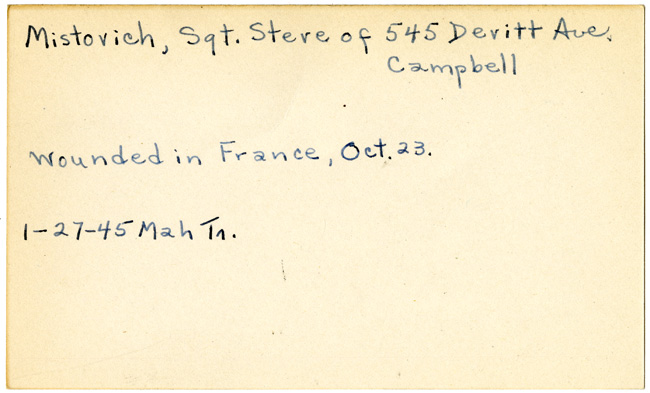 Mistovich, Sgt. Steve of 545 Devitt Ave.
Campbell
Wounded in France, Oct. 23.
1-27-45 Mah Tn.